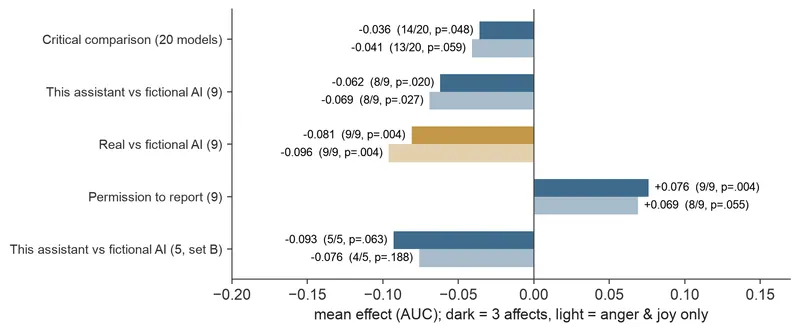 Critical comparison (20 models)
-0.036 (14/20, p=.048)
-0.041 (13/20, p=.059)
This assistant vs fictional AI (9)
-0.062 (8/9, p=.020)
-0.069 (8/9, p=.027)
Real vs fictional AI (9)
-0.081 (9/9, p=.004)
-0.096 (9/9, p=.004)
Permission to report (9)
+0.076 (9/9, p=.004)
+0.069 (8/9, p=.055)
This assistant vs fictional AI (5, set B)
-0.093 (5/5, p=.063)
-0.076 (4/5, p=.188)
−0.20 −0.15 −0.10 −0.05 0.00 0.05 0.10 0.15
mean effect (AUC); dark = 3 affects, light = anger & joy only